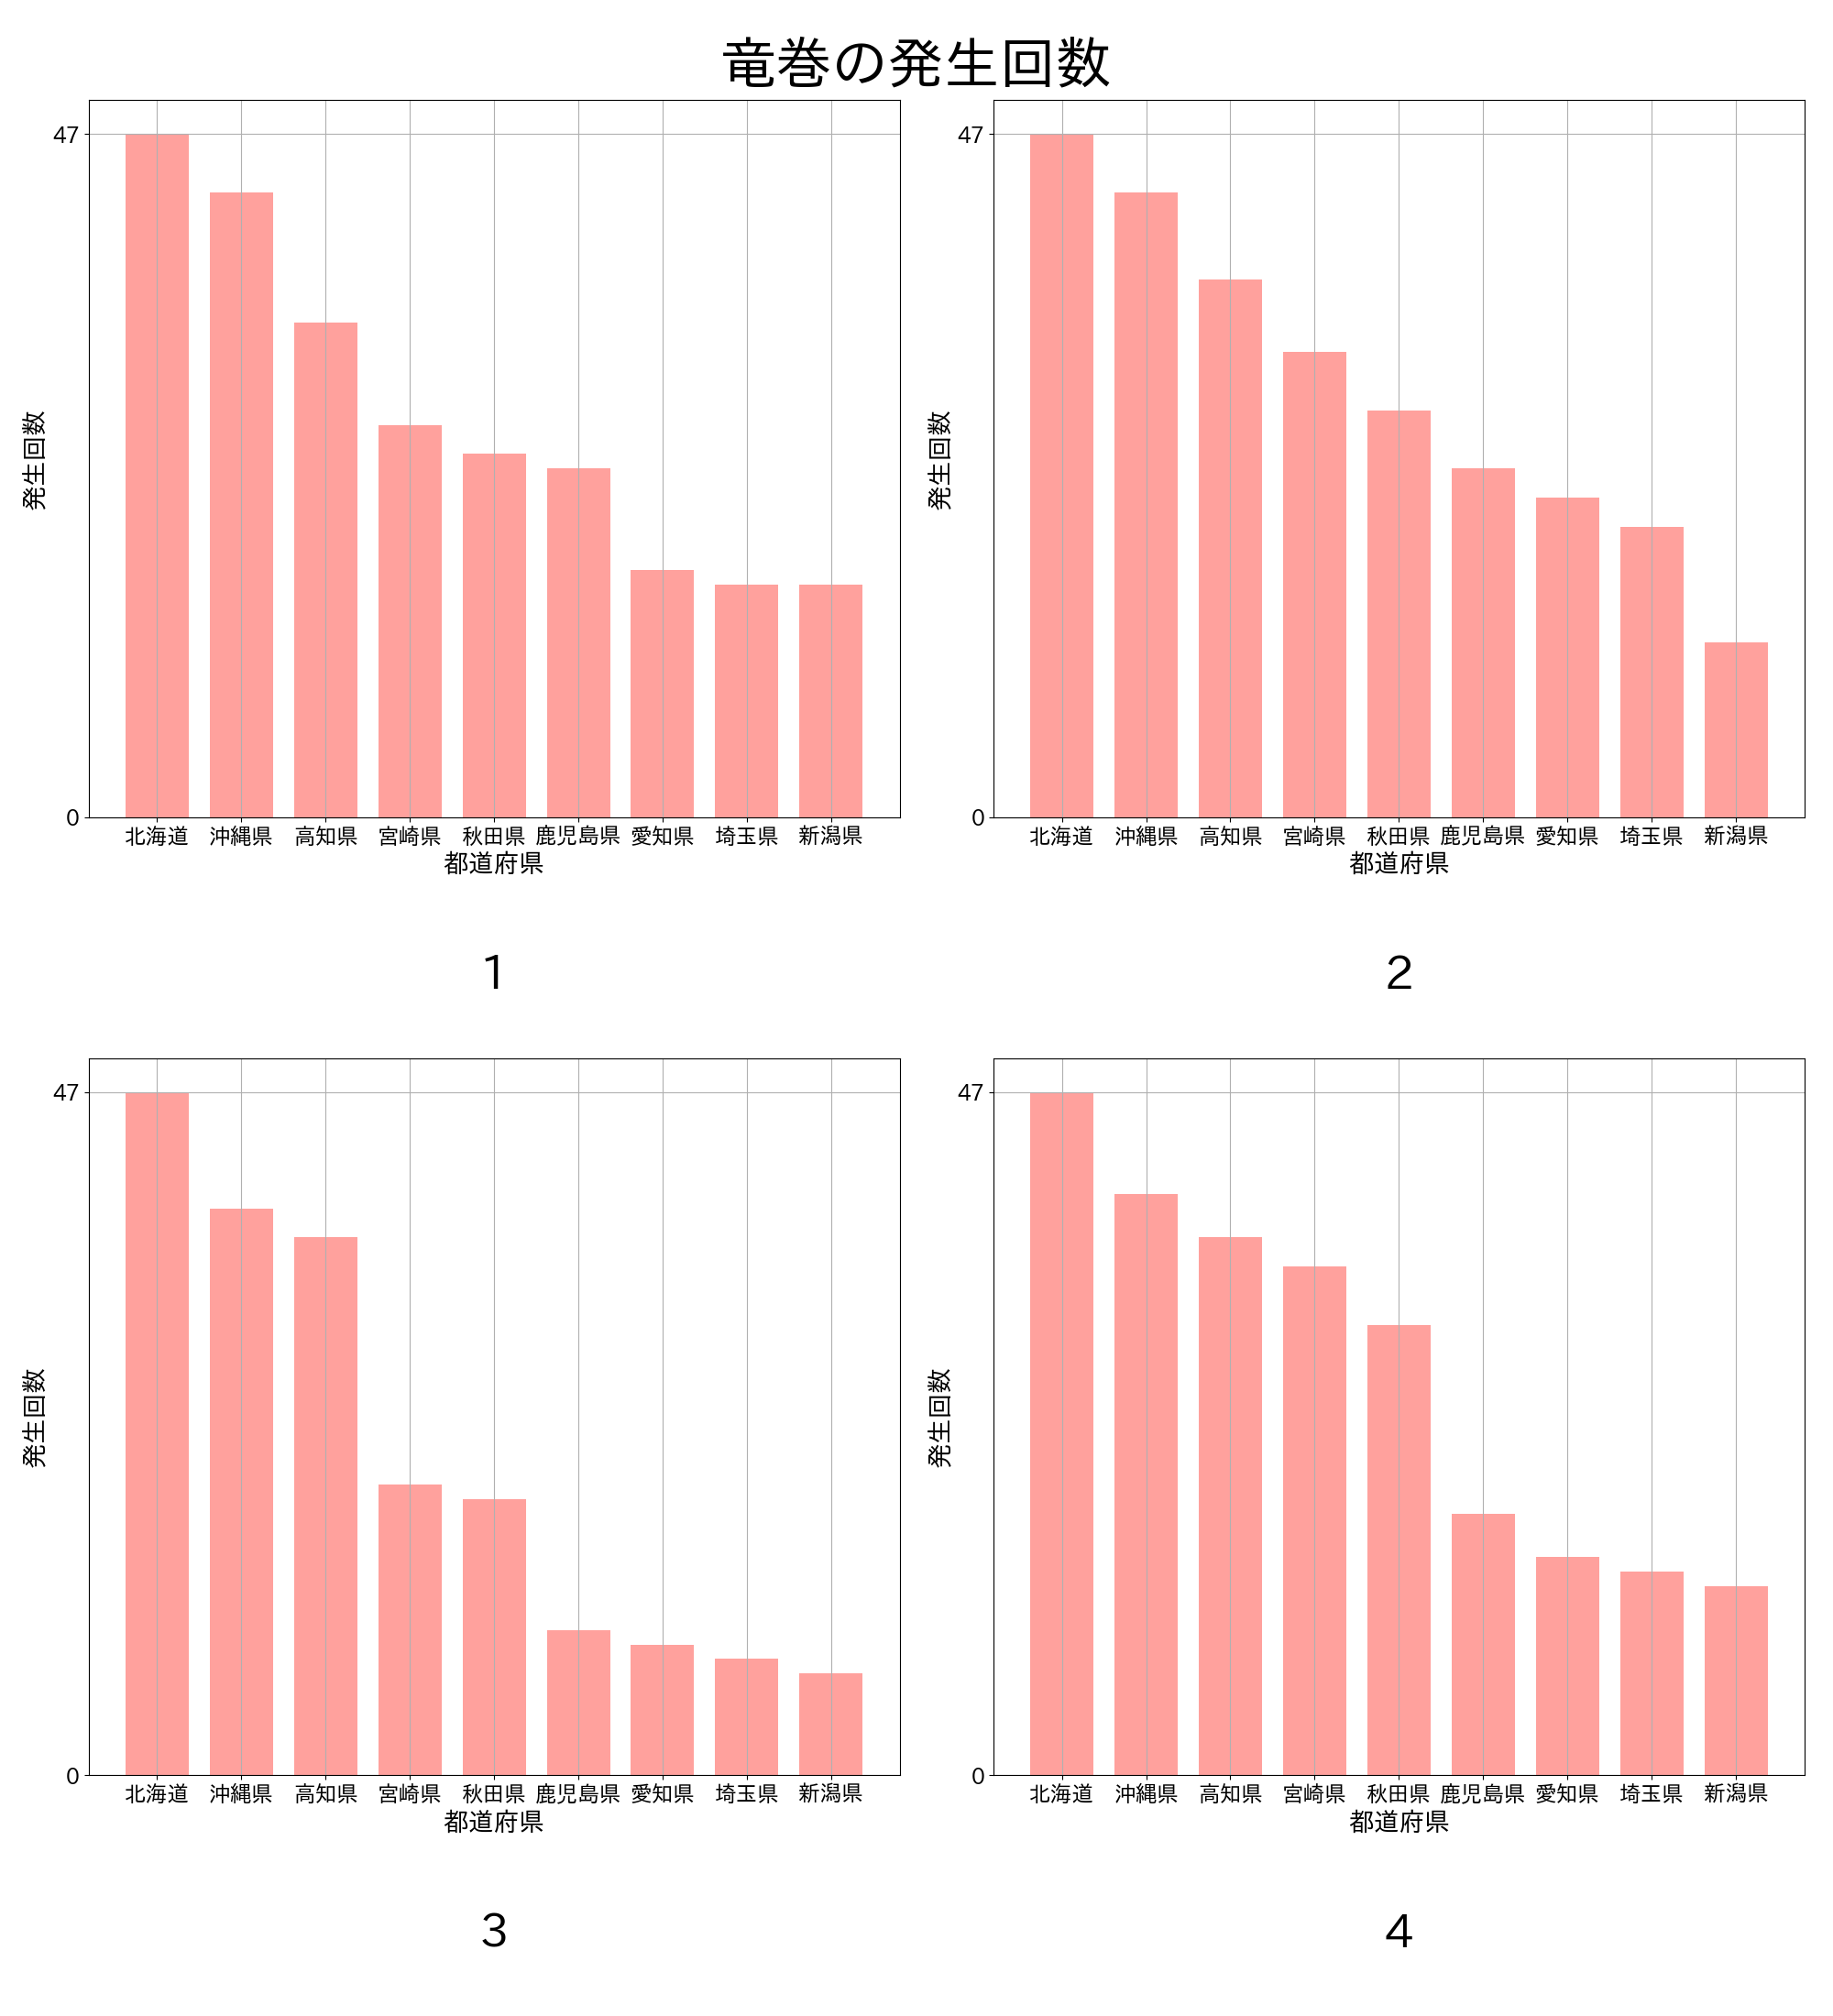 竜巻の発生回数
47
0
発生回数
北海道 沖縄県 高知県 宮崎県 秋田県 鹿児島県 愛知県 埼玉県 新潟県
都道府県
1
47
0
発生回数
北海道 沖縄県 高知県 宮崎県 秋田県 鹿児島県 愛知県 埼玉県 新潟県
都道府県
2
47
0
発生回数
北海道 沖縄県 高知県 宮崎県 秋田県 鹿児島県 愛知県 埼玉県 新潟県
都道府県
3
47
0
発生回数
北海道 沖縄県 高知県 宮崎県 秋田県 鹿児島県 愛知県 埼玉県 新潟県
都道府県
4